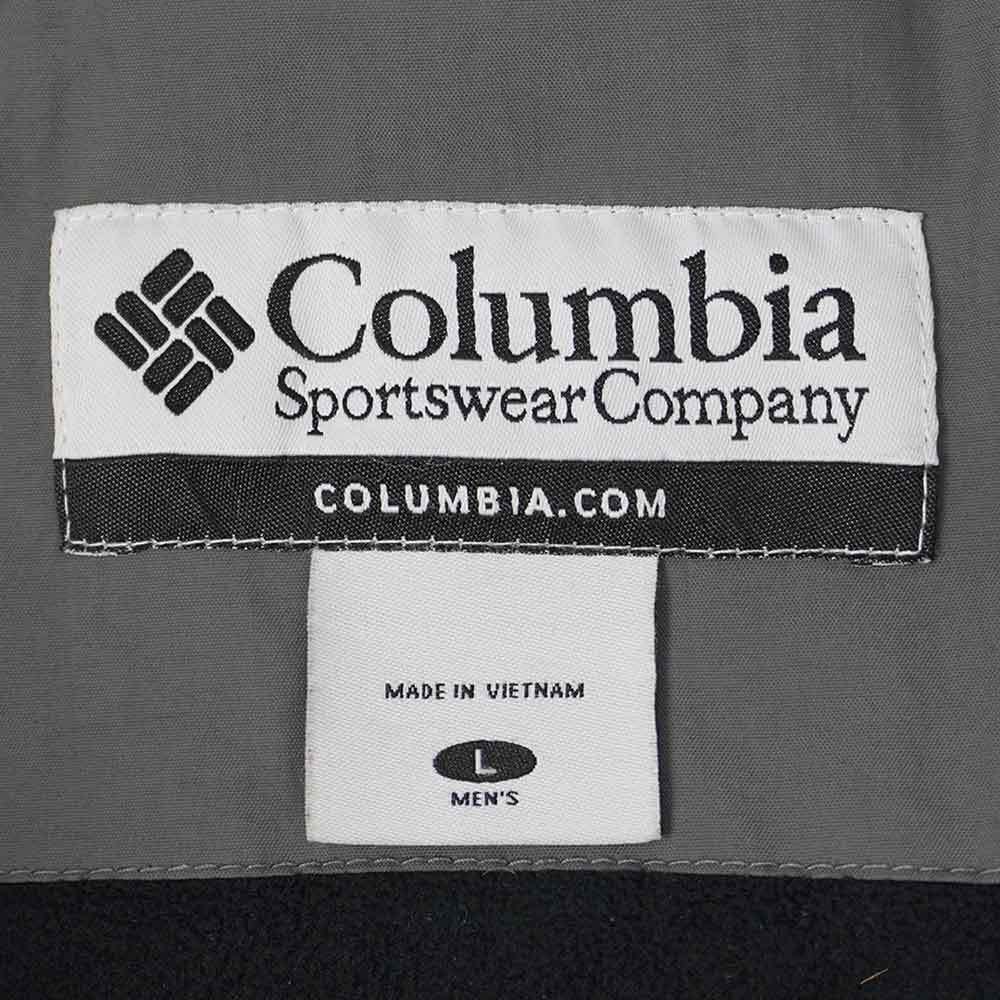 Columbia
Sportswear Company
COLUMBIA.COM
MADE IN VIETNAM
L
MEN'S